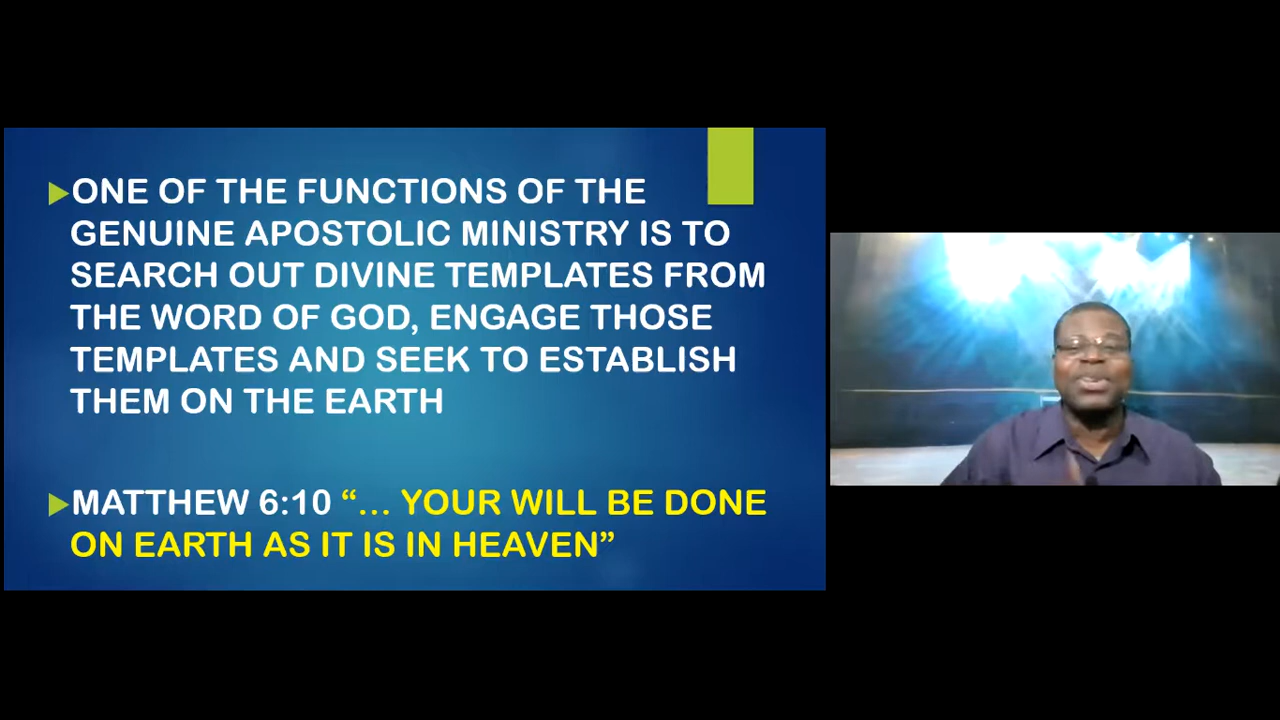 ONE OF THE FUNCTIONS OF THE
GENUINE APOSTOLIC MINISTRY IS TO
SEARCH OUT DIVINE TEMPLATES FROM
THE WORD OF GOD, ENGAGE THOSE
TEMPLATES AND SEEK TO ESTABLISH
THEM ON THE EARTH
MATTHEW 6:10 “... YOUR WILL BE DONE
ON EARTH AS IT IS IN HEAVEN”